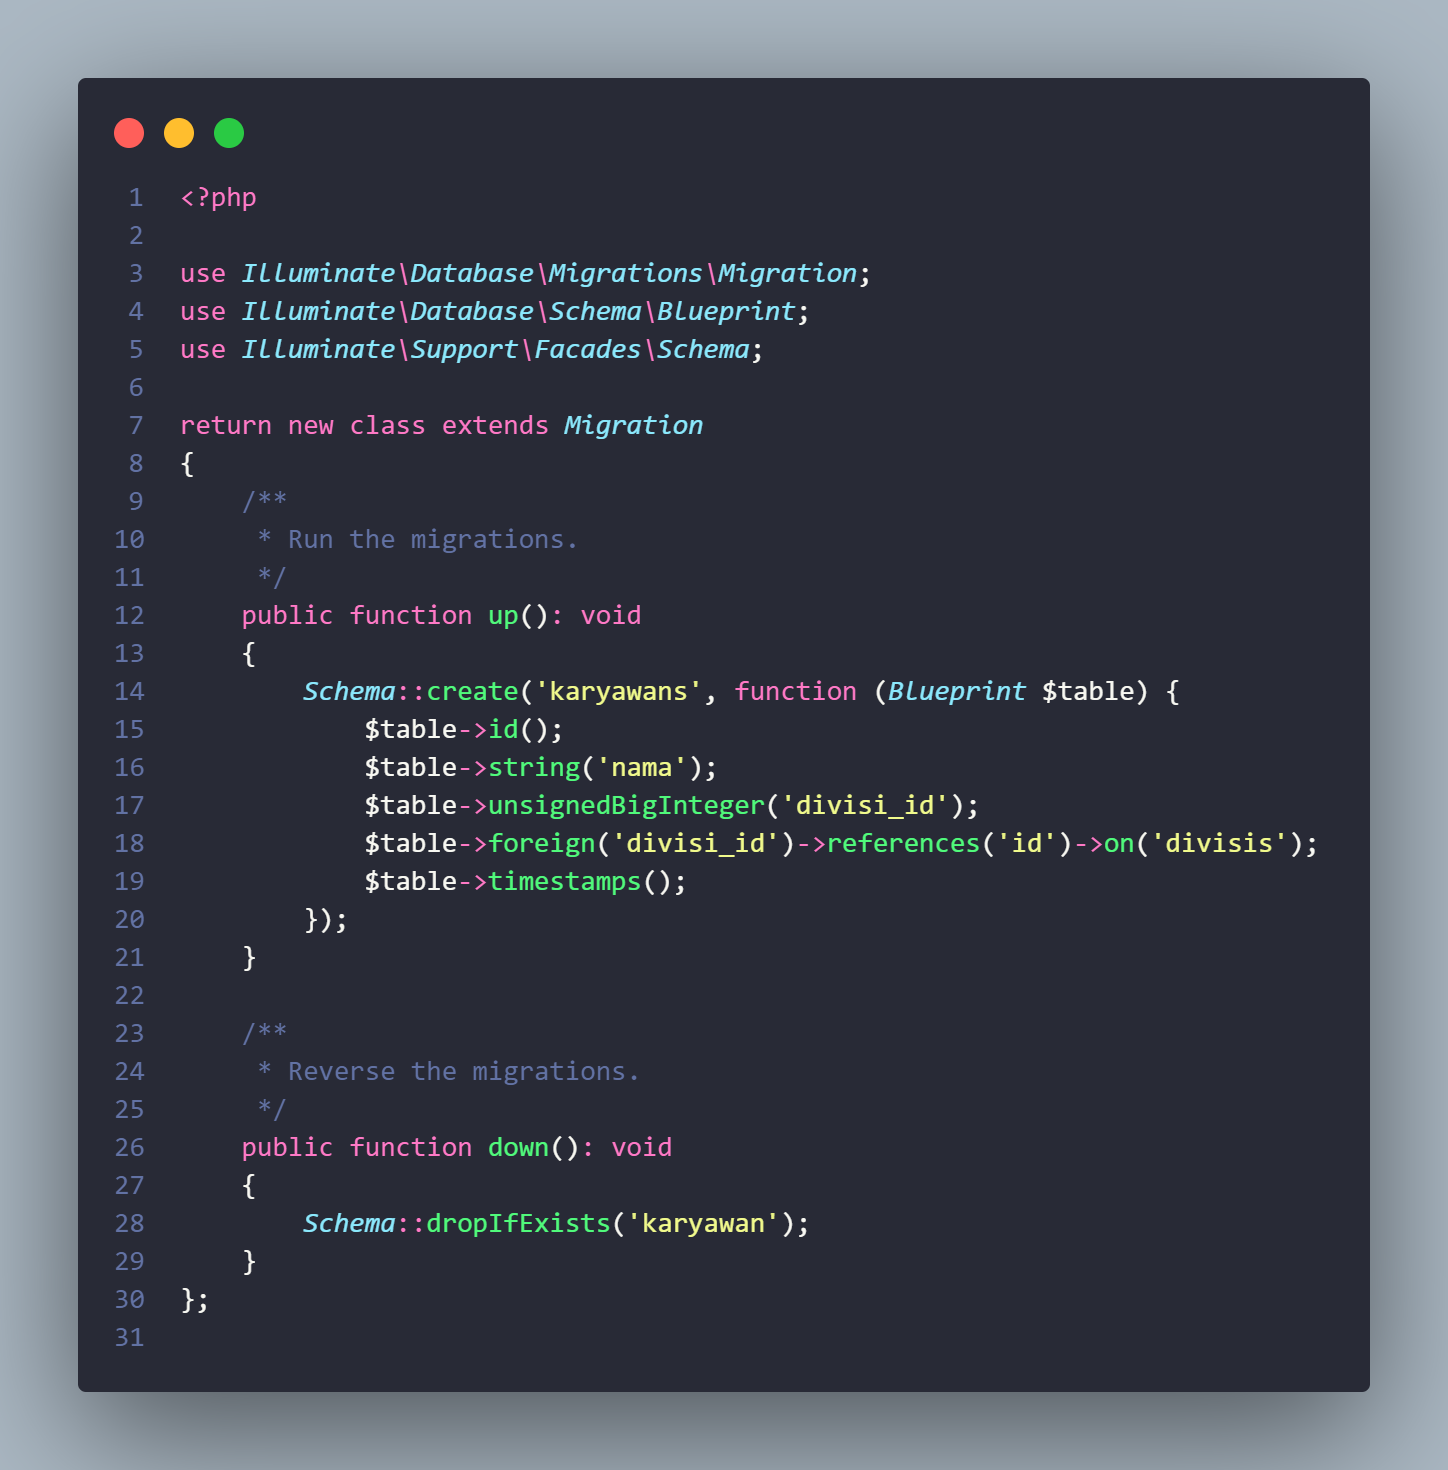 1 <?php
2
3 use Illuminate\Database\Migrations\Migration;
4 use Illuminate\Database\Schema\Blueprint;
5 use Illuminate\Support\Facades\Schema;
6
7 return new class extends Migration
8 {
9     /**
10      * Run the migrations.
11      */
12     public function up(): void
13     {
14         Schema::create('karyawans', function (Blueprint $table) {
15             $table->id();
16             $table->string('nama');
17             $table->unsignedBigInteger('divisi_id');
18             $table->foreign('divisi_id')->references('id')->on('divisis');
19             $table->timestamps();
20         });
21     }
22
23     /**
24      * Reverse the migrations.
25      */
26     public function down(): void
27     {
28         Schema::dropIfExists('karyawan');
29     }
30 };
31